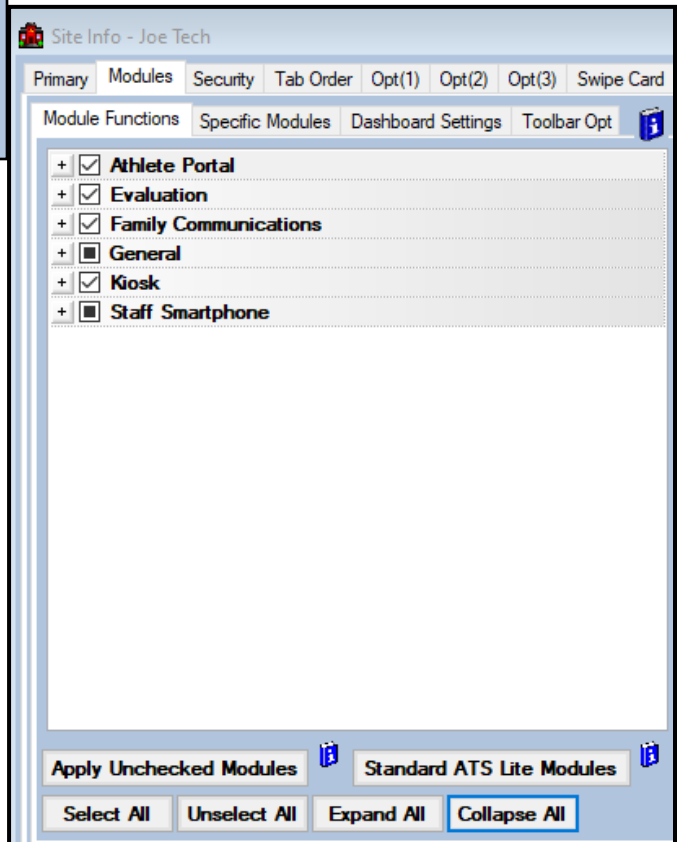 Site Info - Joe Tech
Primary Modules Security Tab Order Opt(1) Opt(2) Opt(3) Swipe Card
Module Functions Specific Modules Dashboard Settings Toolbar Opt
Athlete Portal
Evaluation
Family Communications
General
Kiosk
Staff Smartphone
Apply Unchecked Modules Standard ATS Lite Modules
Select All Unselect All Expand All Collapse All